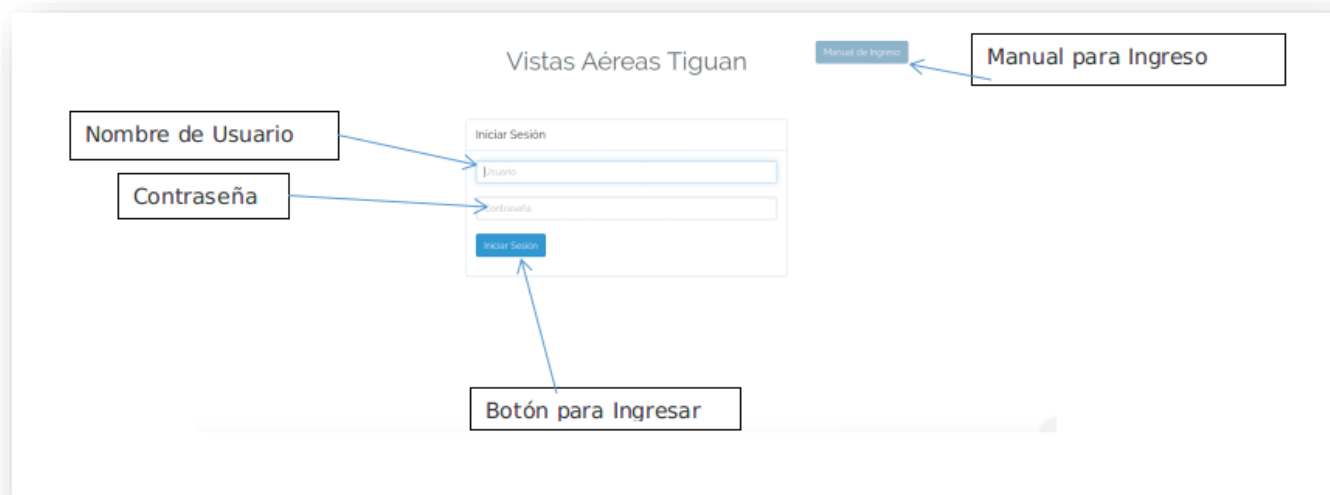 Vistas Aéreas Tiguan
Manual de Ingreso
Manual para Ingreso
Nombre de Usuario
Iniciar Sesión
Usuario
Contraseña
Contraseña
Iniciar Sesión
Botón para Ingresar